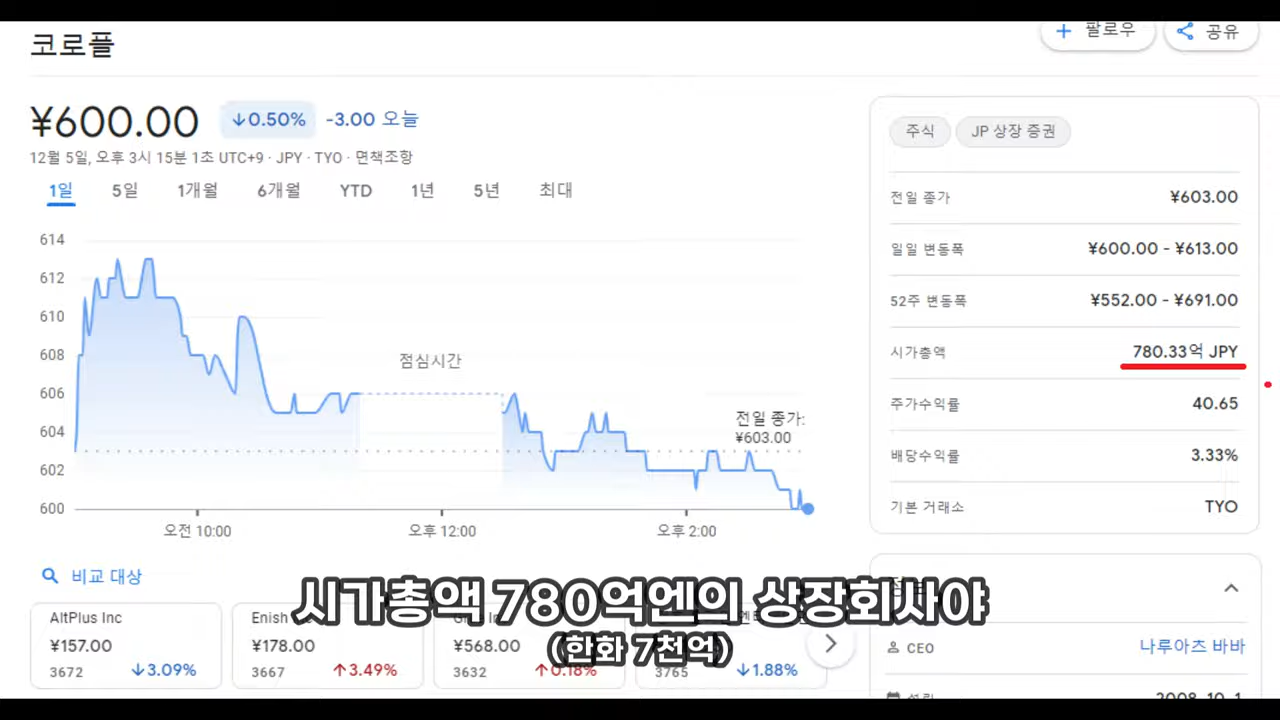 코로플
팔로우
공유
¥600.00 ↓0.50% -3.00 오늘
12월 5일, 오후 3시 15분 1초 UTC+9 · JPY · TYO · 면책조항
1일 5일 1개월 6개월 YTD 1년 5년 최대
614
612
610
608
606
604
602
600
점심시간
전일 종가:
¥603.00
오전 10:00 오후 12:00 오후 2:00
주식 JP 상장 증권
전일 종가 ¥603.00
일일 변동폭 ¥600.00 - ¥613.00
52주 변동폭 ¥552.00 - ¥691.00
시가총액 780.33억 JPY
주가수익률 40.65
배당수익률 3.33%
기본 거래소 TYO
비교 대상
AltPlus Inc
¥157.00
3672 ↓3.09%
Enish
¥178.00
3667 ↑3.49%
¥568.00
3632 ↑0.18%
3765 ↓1.88%
CEO 나루아츠 바바
설립 2008. 10. 1.
시가총액 780억엔의 상장회사야
(한화 7천억)